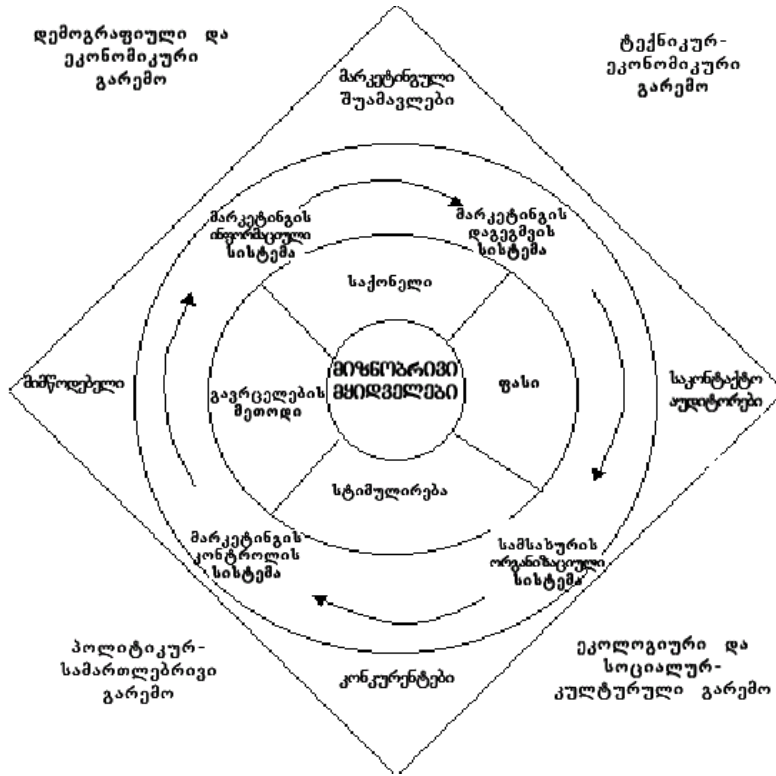 დემოგრაფიული და
ეკონომიკური
გარემო
ტექნიკურ-
ეკონომიკური
გარემო
მარკეტინგული
შუამავლები
მარკეტინგის
ინფორმაციული
სისტემა
მარკეტინგის
დაგეგმვის
სისტემა
საქონელი
მიმწოდებელი
გავრცელების
მეთოდი
მიზნობრივი
მყიდველები
ფასი
საკონტაქტო
აუდიტორები
სტიმულირება
მარკეტინგის
კონტროლის
სისტემა
სამსახურის
ორგანიზაციული
სისტემა
პოლიტიკურ-
სამართლებრივი
გარემო
კონკურენტები
ეკოლოგიური და
სოციალურ-
კულტურული გარემო